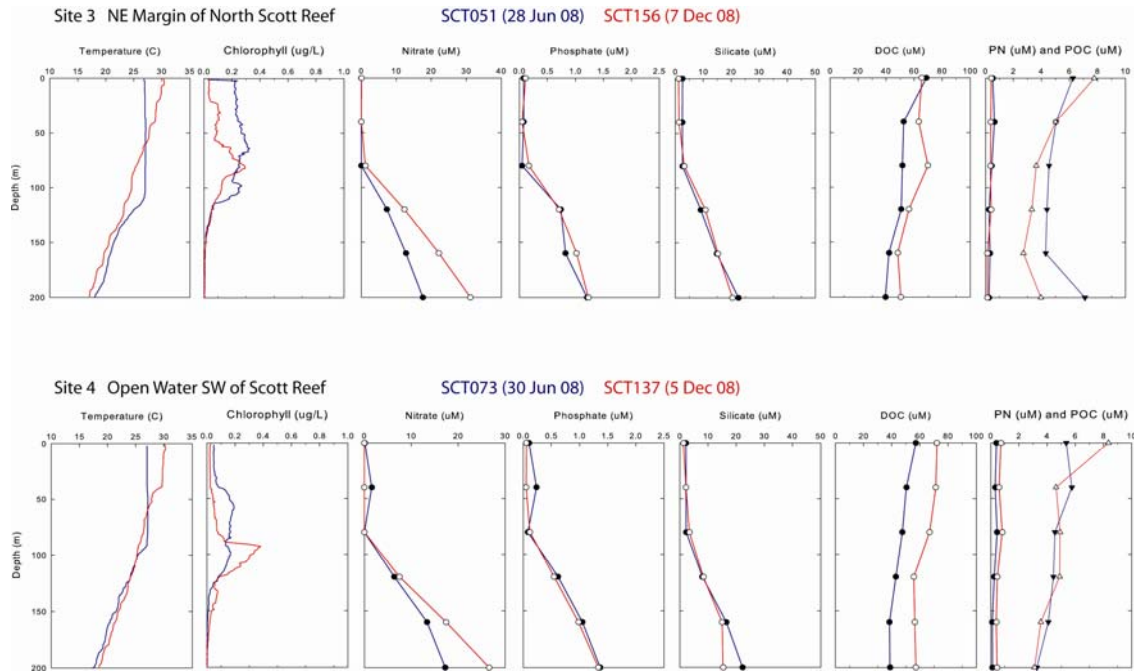 Site 3 NE Margin of North Scott Reef SCT051 (28 Jun 08) SCT156 (7 Dec 08)
Temperature (C) Chlorophyll (ug/L) Nitrate (uM) Phosphate (uM) Silicate (uM) DOC (uM) PN (uM) and POC (uM)
5 10 15 20 25 30 35 0.0 0.2 0.4 0.6 0.8 1.0 0 10 20 30 40 0.0 0.5 1.0 1.5 2.0 2.5 0 10 20 30 40 50 0 20 40 60 80 100 0 2 4 6 8 10
0
50
100
150
200
Depth (m)
Site 4 Open Water SW of Scott Reef SCT073 (30 Jun 08) SCT137 (5 Dec 08)
Temperature (C) Chlorophyll (ug/L) Nitrate (uM) Phosphate (uM) Silicate (uM) DOC (uM) PN (uM) and POC (uM)
5 10 15 20 25 30 35 0.0 0.2 0.4 0.6 0.8 1.0 0 10 20 30 0.0 0.5 1.0 1.5 2.0 2.5 0 10 20 30 40 50 0 20 40 60 80 100 0 2 4 6 8 10
0
50
100
150
200
Depth (m)